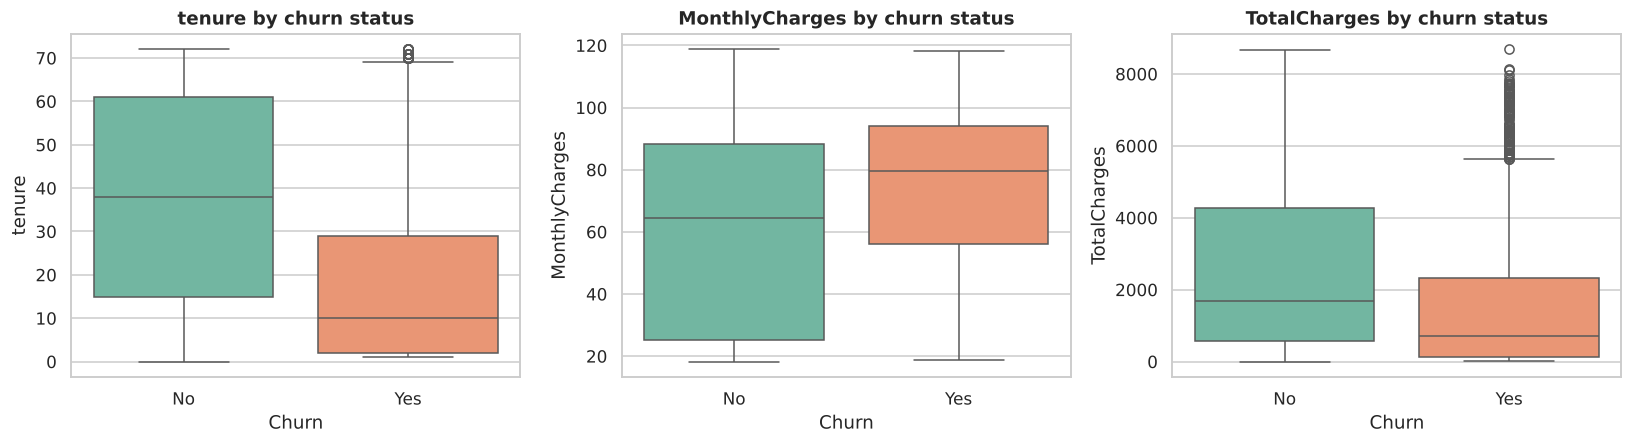 tenure by churn status
70
60
50
40
30
20
10
0
tenure
No
Yes
Churn
MonthlyCharges by churn status
120
100
80
60
40
20
MonthlyCharges
No
Yes
Churn
TotalCharges by churn status
8000
6000
4000
2000
0
TotalCharges
No
Yes
Churn